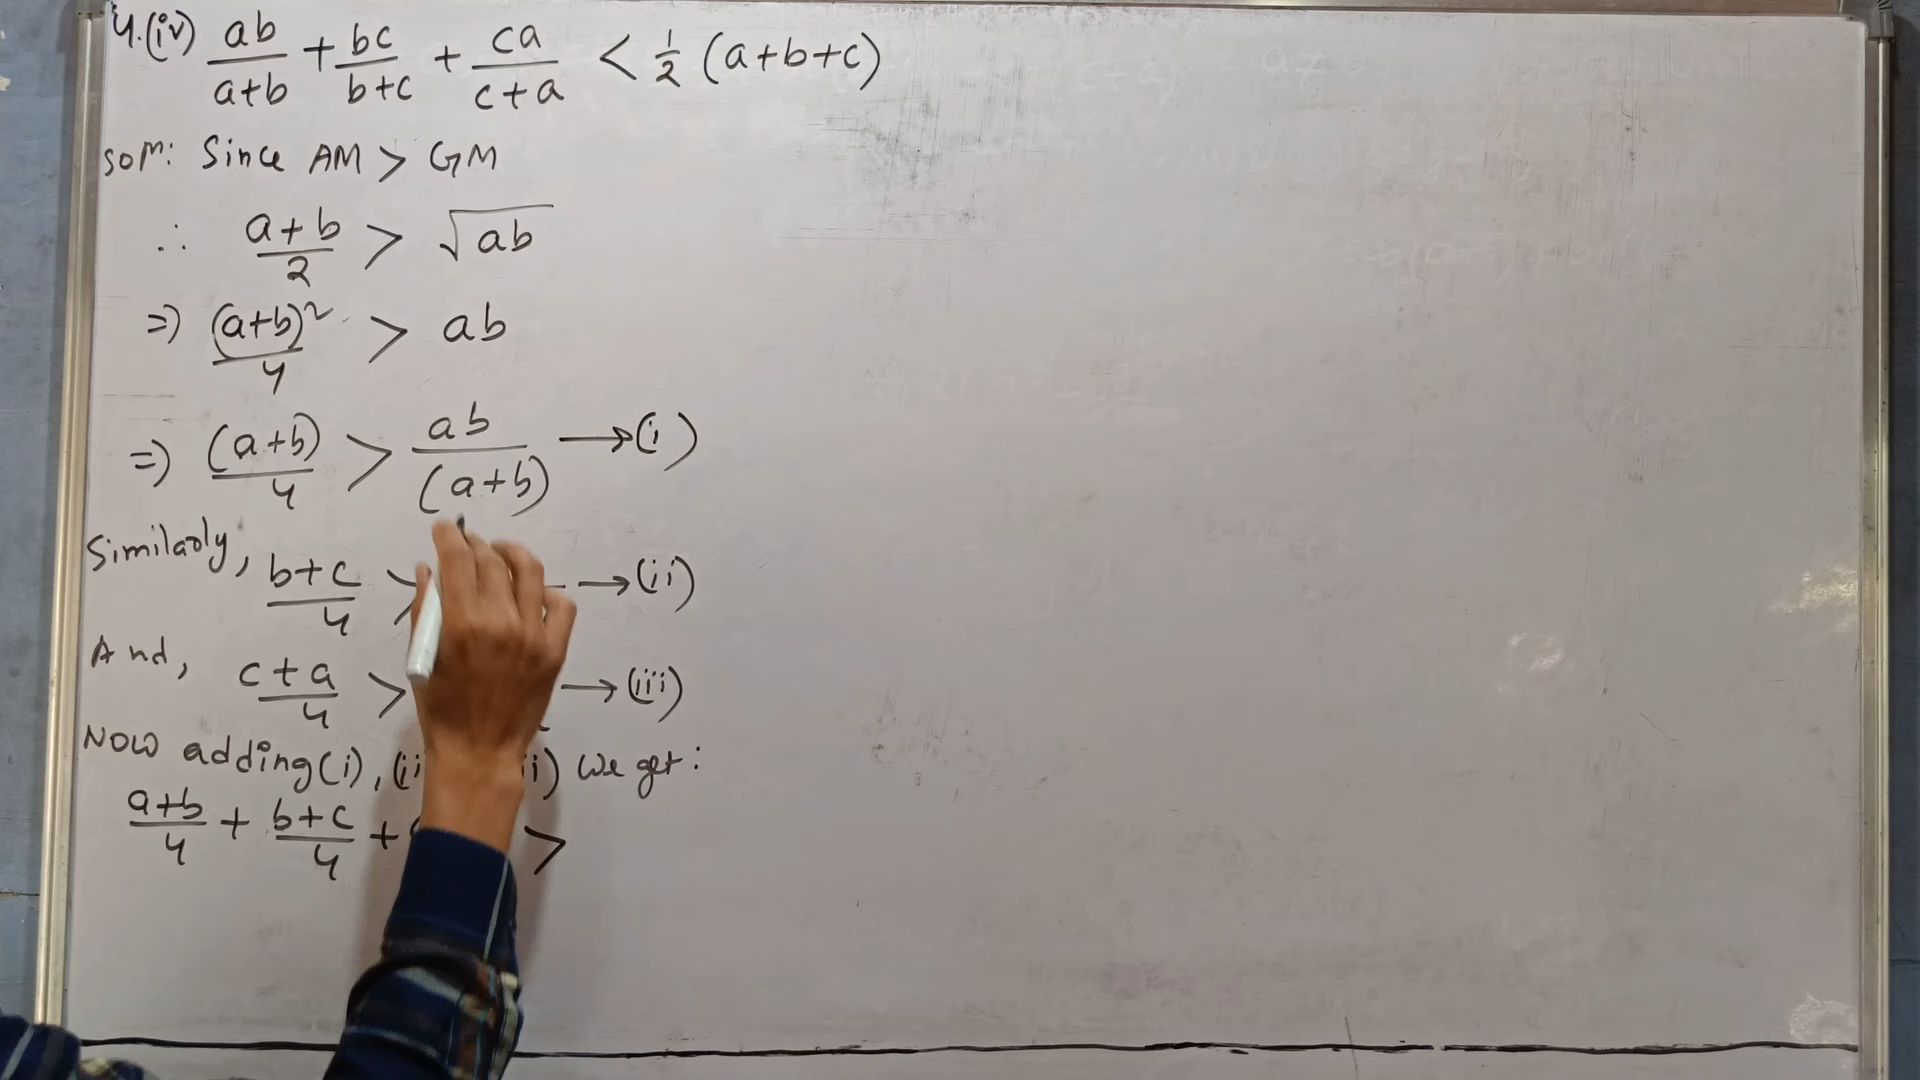 4.(iv) ab/a+b + bc/b+c + ca/c+a < 1/2 (a+b+c)
Soln: Since AM > GM
∴ a+b/2 > √ab
=> (a+b)²/4 > ab
=> (a+b)/4 > ab/(a+b) →(i)
Similarly, b+c/4 > →(ii)
And, c+a/4 > →(iii)
Now adding (i), (ii) we get:
a+b/4 + b+c/4 + >